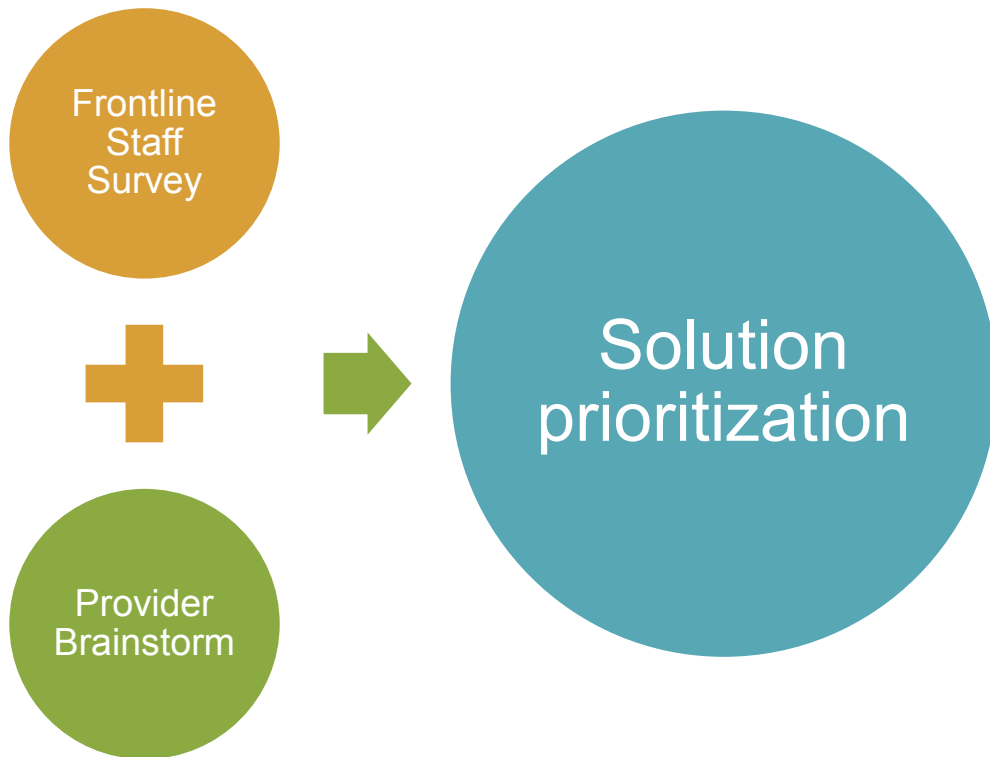 Frontline
Staff
Survey
Provider
Brainstorm
Solution
prioritization